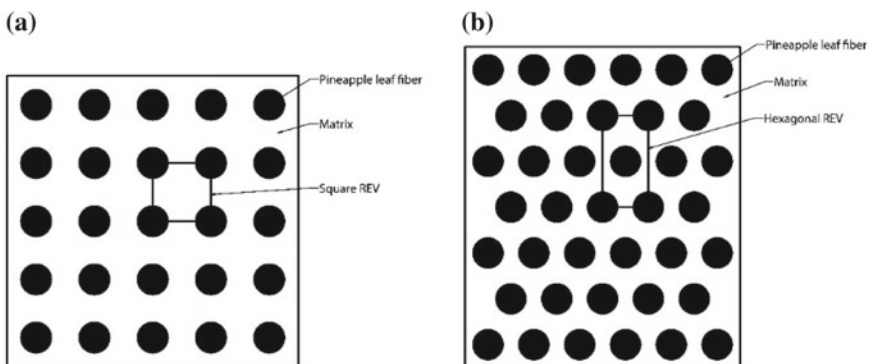 (a)
Pineapple leaf fiber
Matrix
Square REV
(b)
Pineapple leaf fiber
Matrix
Hexagonal REV